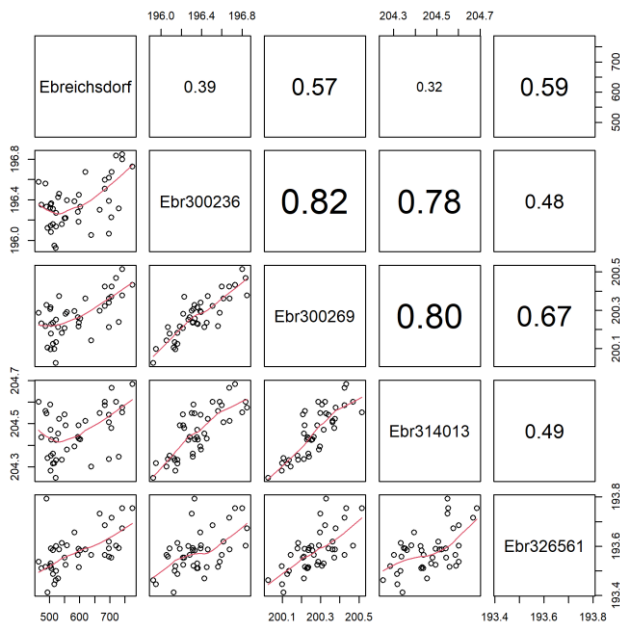 196.0 196.4 196.8
204.3 204.5 204.7
Ebreichsdorf
0.39
0.57
0.32
0.59
500 600 700
196.0 196.4 196.8
Ebr300236
0.82
0.78
0.48
Ebr300269
0.80
0.67
200.1 200.3 200.5
204.3 204.5 204.7
Ebr314013
0.49
Ebr326561
193.4 193.6 193.8
500 600 700
200.1 200.3 200.5
193.4 193.6 193.8